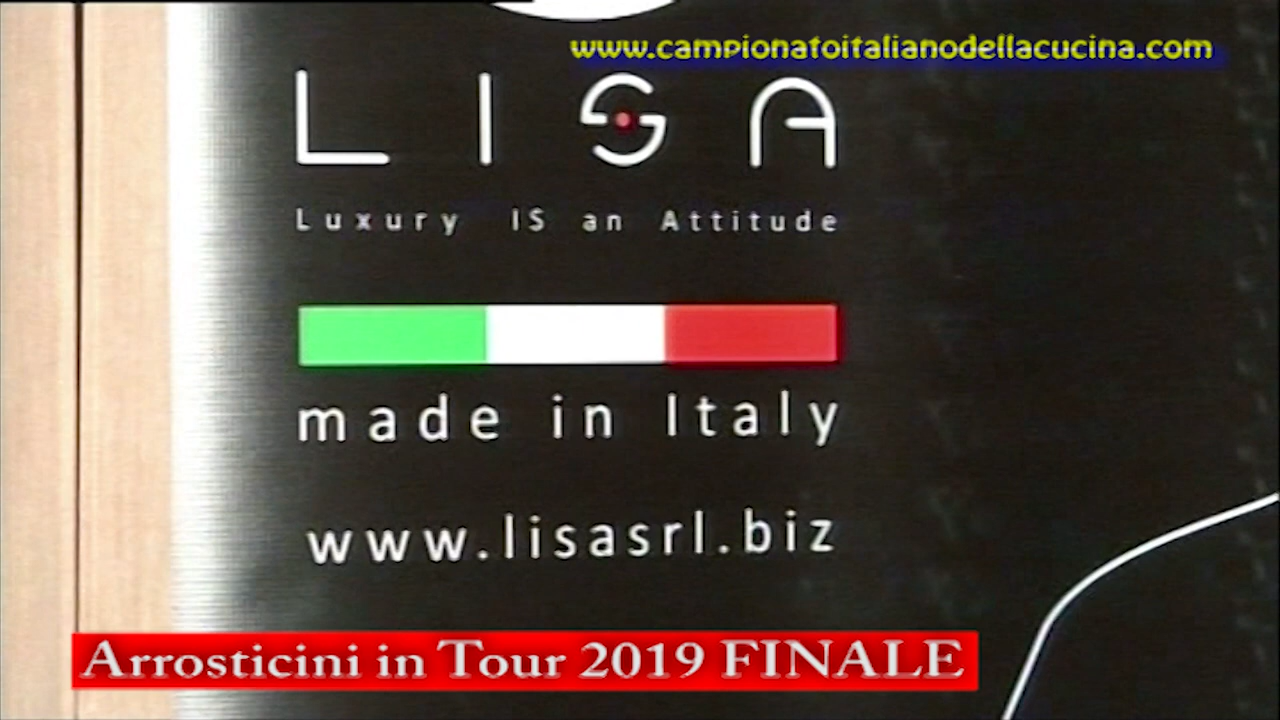 www.campionatoitalianodellacucina.com
LISA
Luxury IS an Attitude
made in Italy
www.lisasrl.biz
Arrosticini in Tour 2019 FINALE